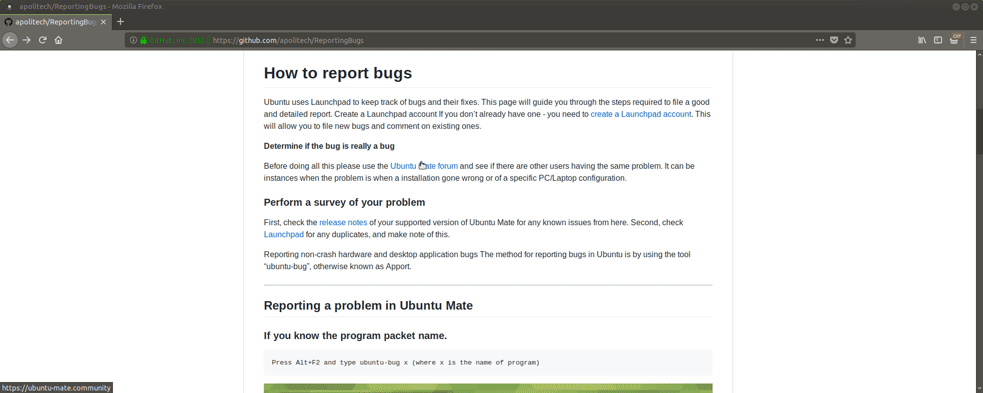 apolitech/ReportingBugs - Mozilla Firefox
apolitech/ReportingBug
https://github.com/apolitech/ReportingBugs
Off
How to report bugs
Ubuntu uses Launchpad to keep track of bugs and their fixes. This page will guide you through the steps required to file a good
and detailed report. Create a Launchpad account If you don't already have one - you need to create a Launchpad account. This
will allow you to file new bugs and comment on existing ones.
Determine if the bug is really a bug
Before doing all this please use the Ubuntu Mate forum and see if there are other users having the same problem. It can be
instances when the problem is when a installation gone wrong or of a specific PC/Laptop configuration.
Perform a survey of your problem
First, check the release notes of your supported version of Ubuntu Mate for any known issues from here. Second, check
Launchpad for any duplicates, and make note of this.
Reporting non-crash hardware and desktop application bugs The method for reporting bugs in Ubuntu is by using the tool
“ubuntu-bug”, otherwise known as Apport.
Reporting a problem in Ubuntu Mate
If you know the program packet name.
Press Alt+F2 and type ubuntu-bug x (where x is the name of program)
https://ubuntu-mate.community